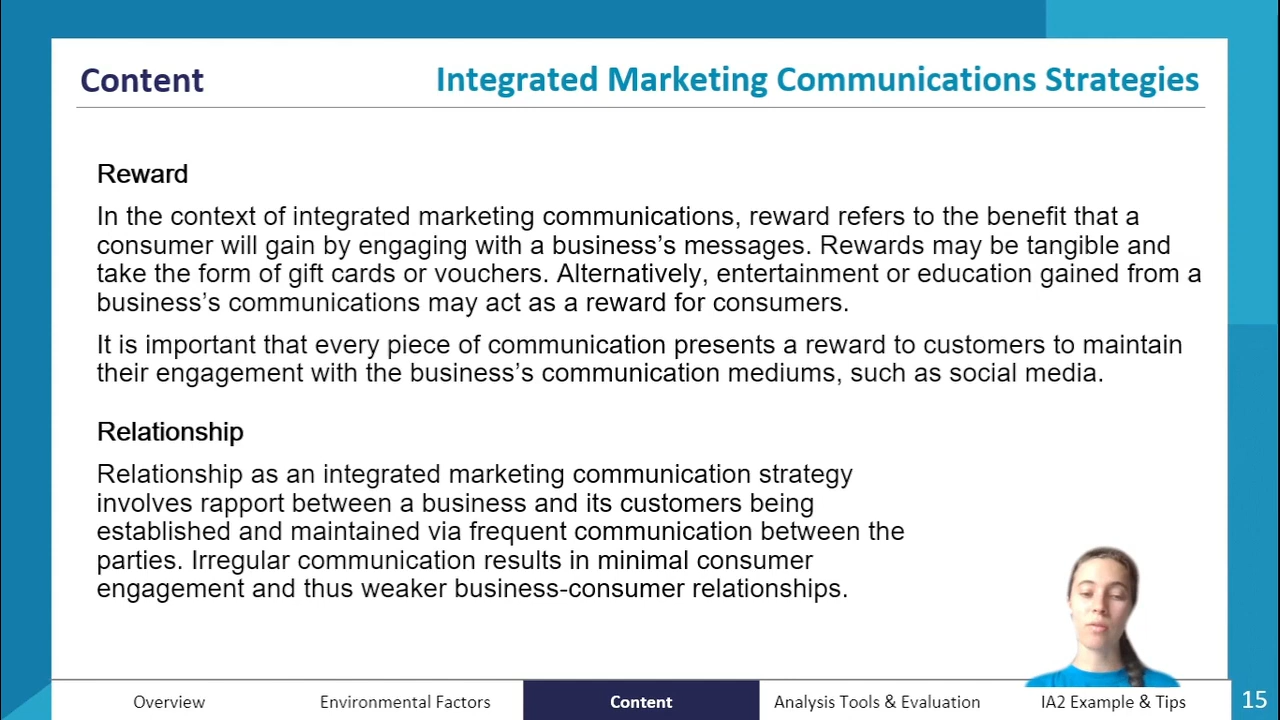 Content
Integrated Marketing Communications Strategies
Reward
In the context of integrated marketing communications, reward refers to the benefit that a
consumer will gain by engaging with a business’s messages. Rewards may be tangible and
take the form of gift cards or vouchers. Alternatively, entertainment or education gained from a
business’s communications may act as a reward for consumers.
It is important that every piece of communication presents a reward to customers to maintain
their engagement with the business’s communication mediums, such as social media.
Relationship
Relationship as an integrated marketing communication strategy
involves rapport between a business and its customers being
established and maintained via frequent communication between the
parties. Irregular communication results in minimal consumer
engagement and thus weaker business-consumer relationships.
Overview
Environmental Factors
Content
Analysis Tools & Evaluation
IA2 Example & Tips
15